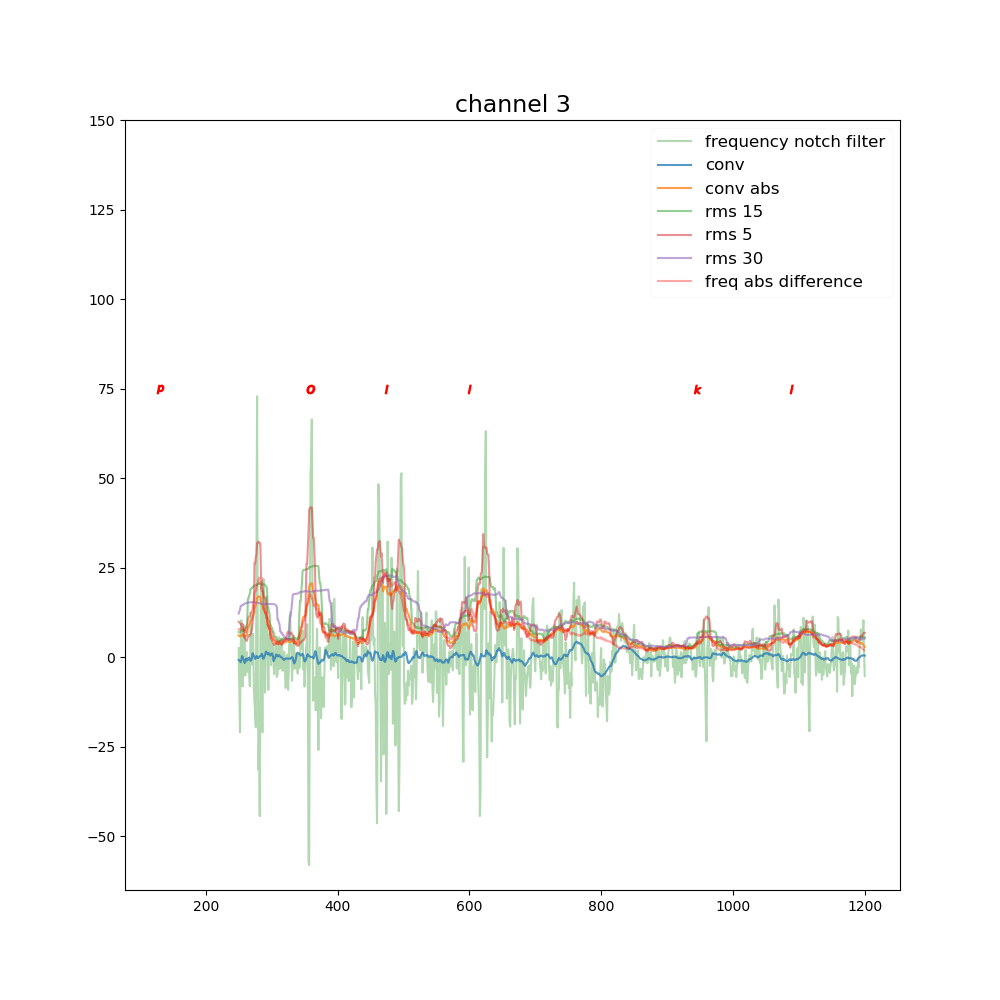 channel 3
150
frequency notch filter
conv
conv abs
rms 15
rms 5
rms 30
freq abs difference
125
100
75
p o l l k l
50
25
0
−25
−50
200 400 600 800 1000 1200